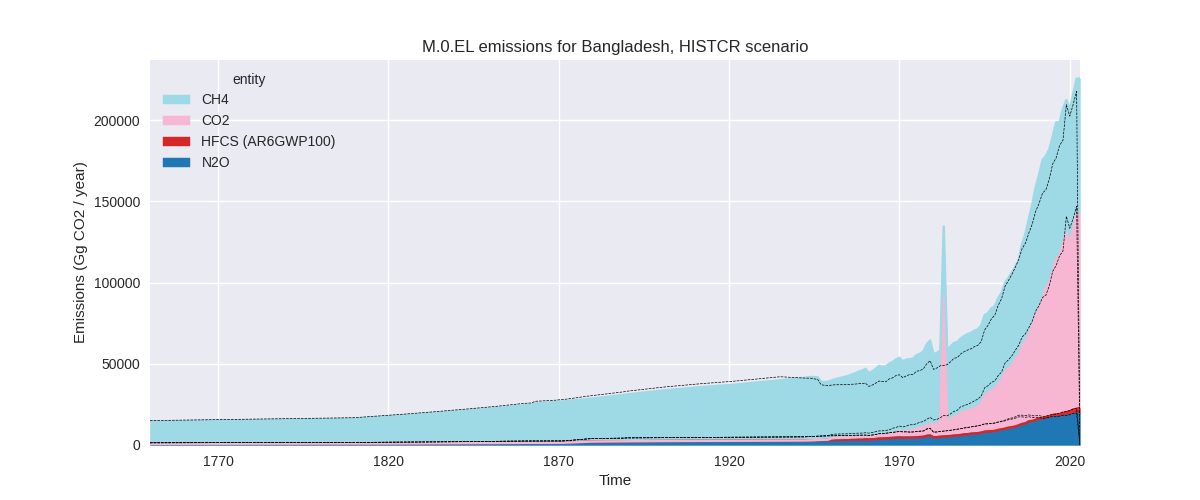 M.0.EL emissions for Bangladesh, HISTCR scenario
entity
CH4
CO2
HFCS (AR6GWP100)
N2O
Emissions (Gg CO2 / year)
200000
150000
100000
50000
0
1770 1820 1870 1920 1970 2020
Time